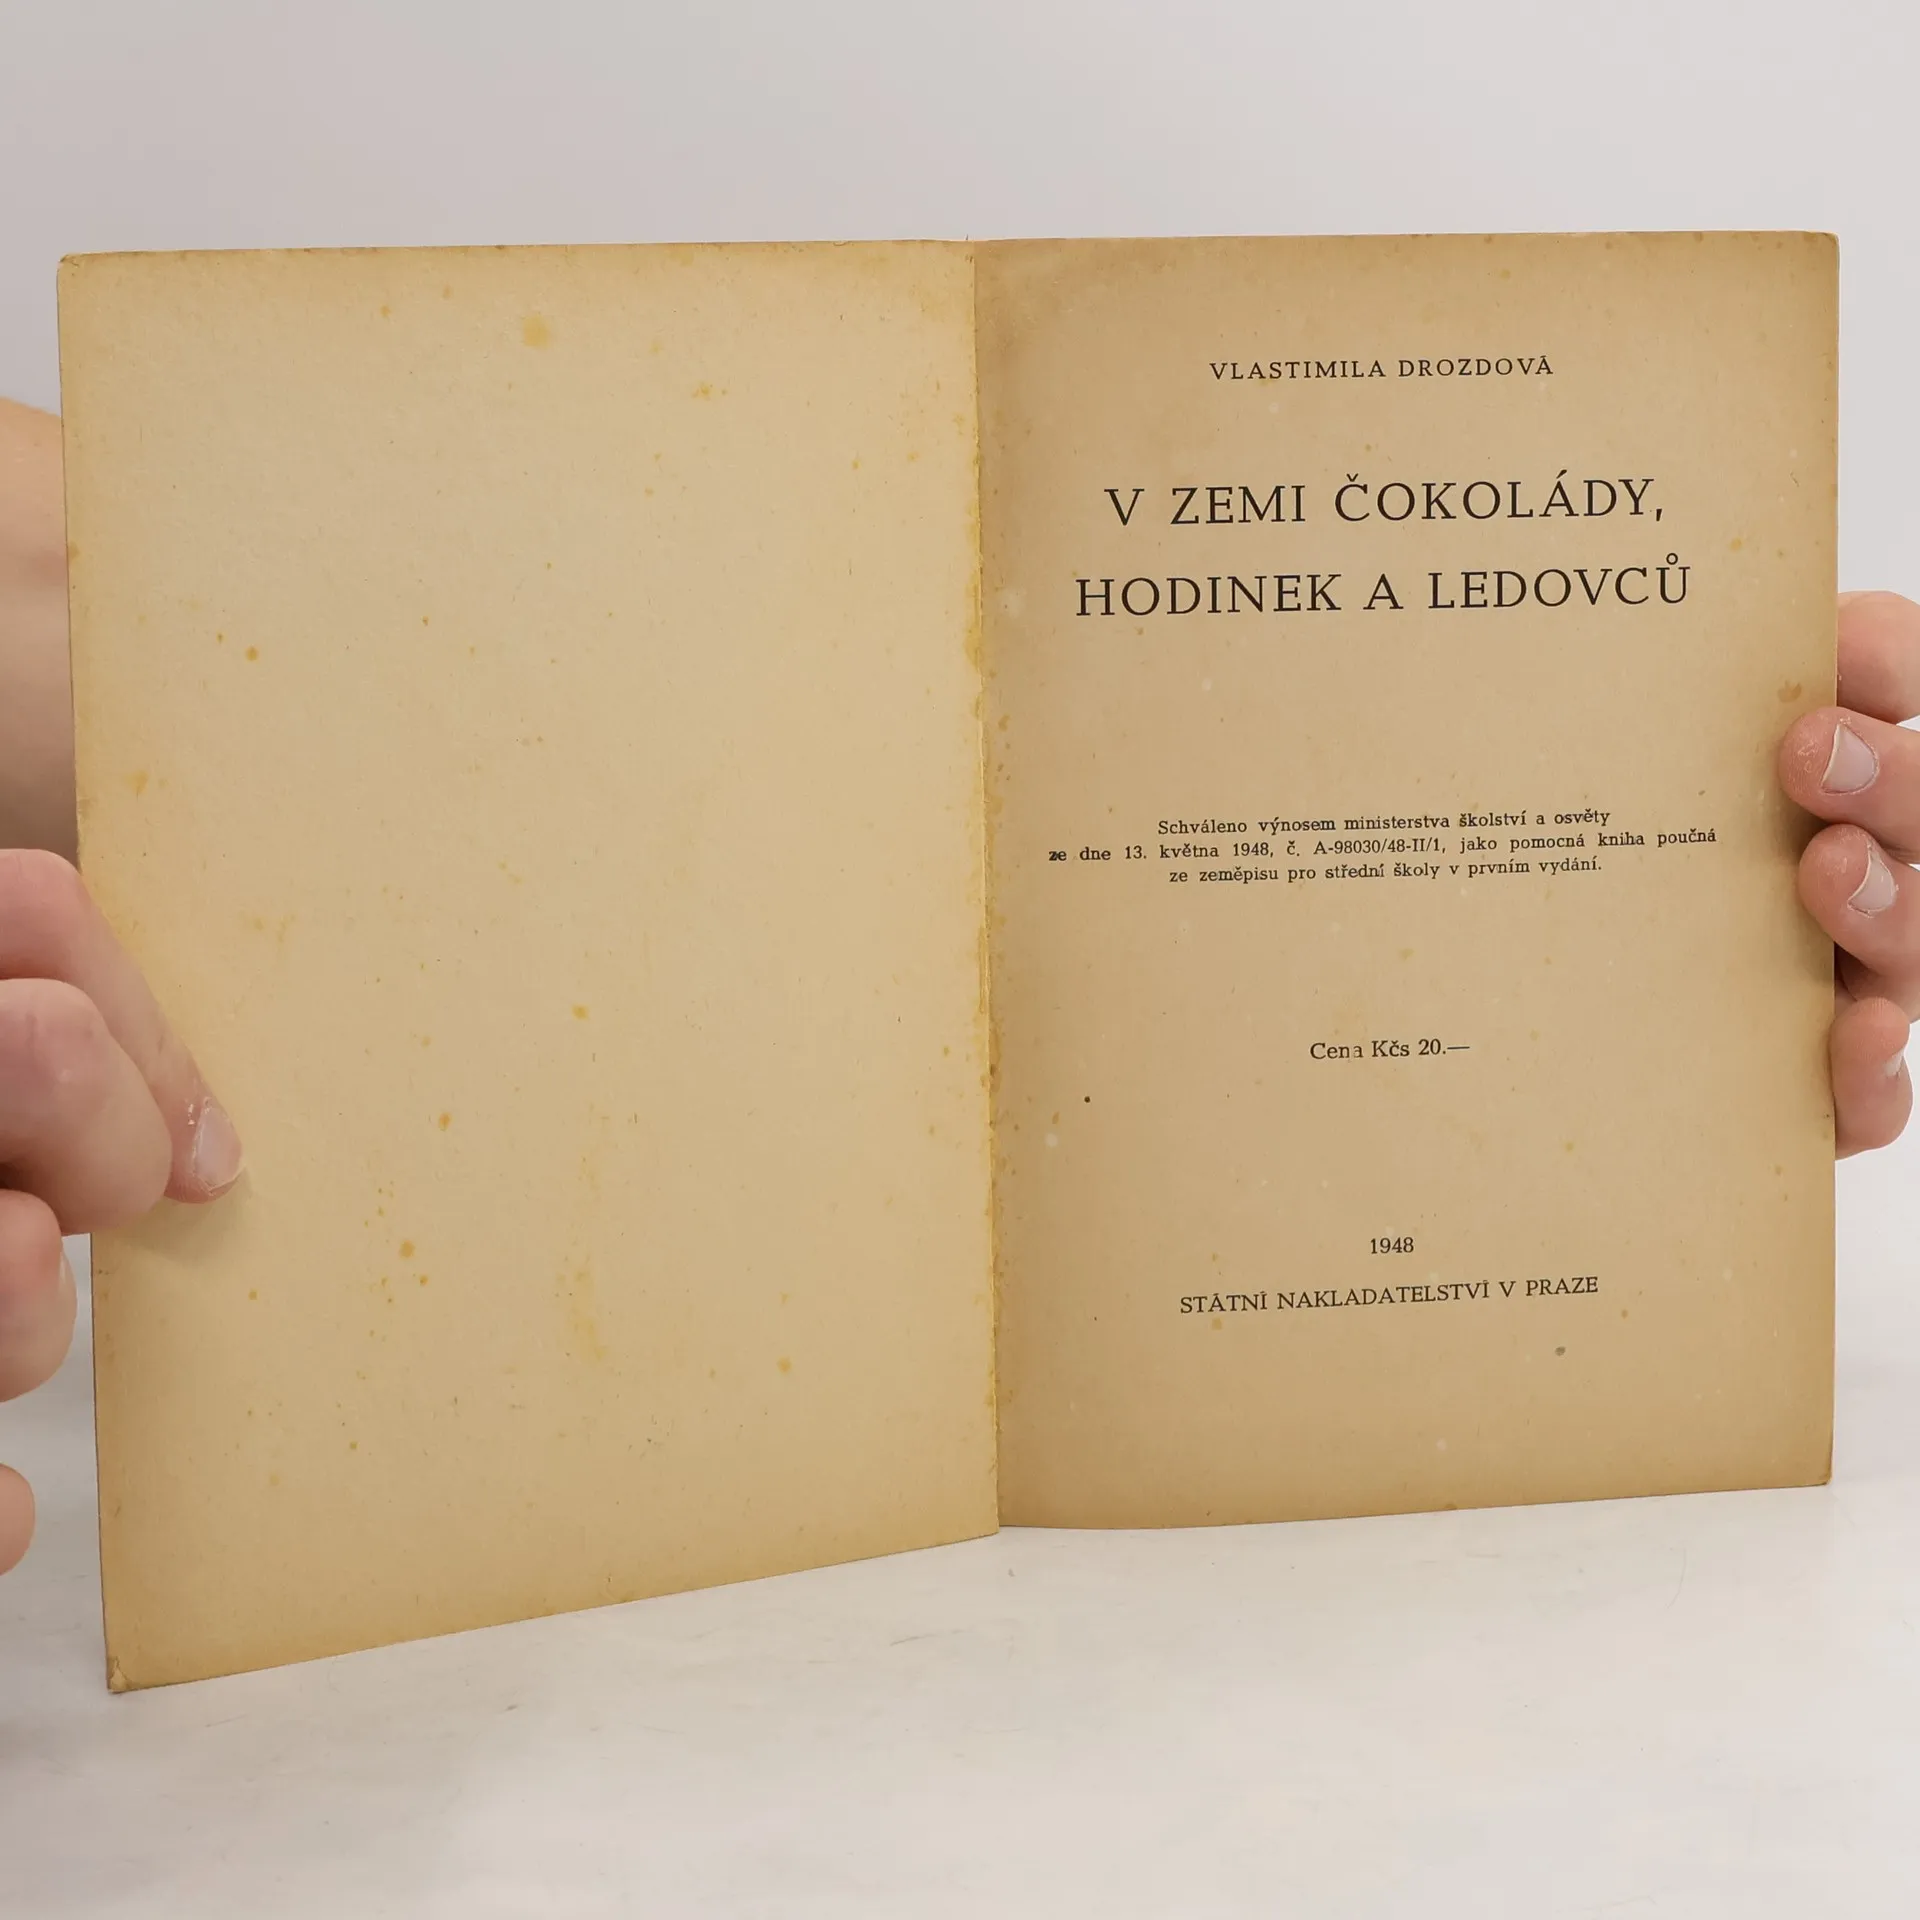 VLASTIMILA DROZDOVÁ
V ZEMI ČOKOLÁDY,
HODINEK A LEDOVCŮ
Schváleno výnosem ministerstva školství a osvěty
ze dne 13. května 1948, č. A-98030/48-II/1, jako pomocná kniha poučná
ze zeměpisu pro střední školy v prvním vydání.
Cena Kčs 20.—
1948
STÁTNÍ NAKLADATELSTVÍ V PRAZE